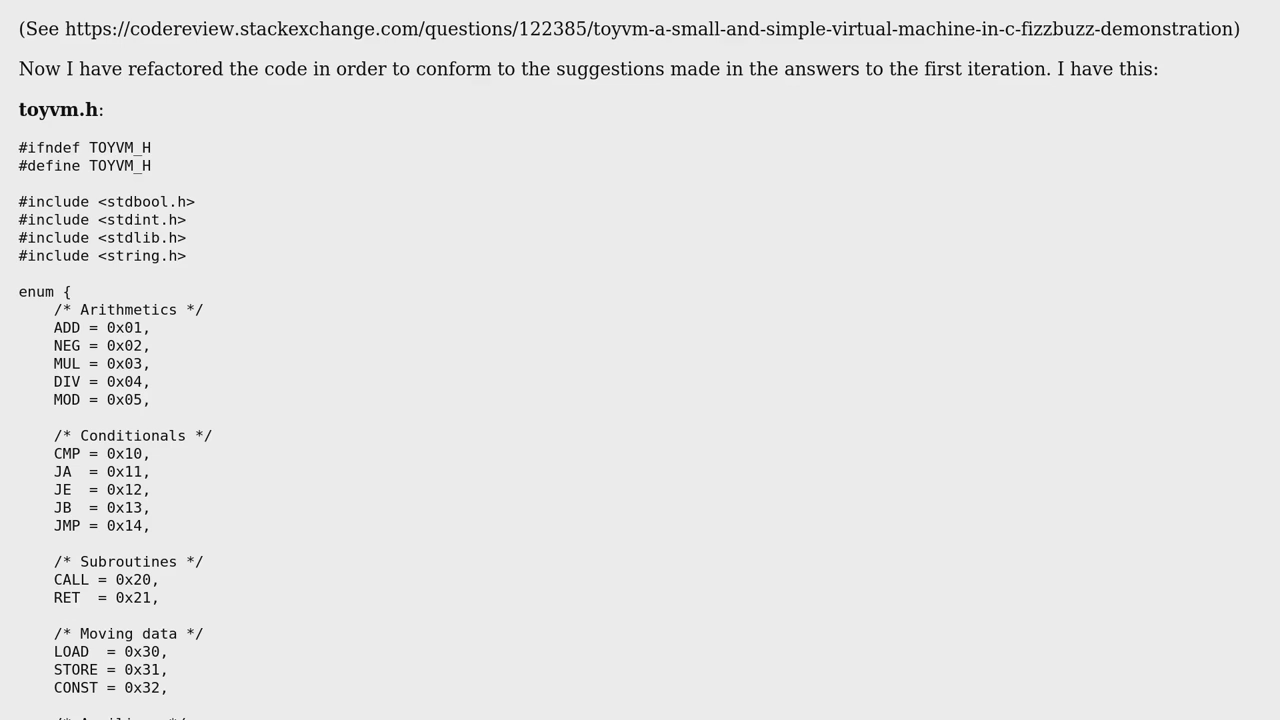 (See https://codereview.stackexchange.com/questions/122385/toyvm-a-small-and-simple-virtual-machine-in-c-fizzbuzz-demonstration)
Now I have refactored the code in order to conform to the suggestions made in the answers to the first iteration. I have this:
toyvm.h:
#ifndef TOYVM_H
#define TOYVM_H
#include <stdbool.h>
#include <stdint.h>
#include <stdlib.h>
#include <string.h>
enum {
    /* Arithmetics */
    ADD = 0x01,
    NEG = 0x02,
    MUL = 0x03,
    DIV = 0x04,
    MOD = 0x05,
    /* Conditionals */
    CMP = 0x10,
    JA  = 0x11,
    JE  = 0x12,
    JB  = 0x13,
    JMP = 0x14,
    /* Subroutines */
    CALL = 0x20,
    RET  = 0x21,
    /* Moving data */
    LOAD  = 0x30,
    STORE = 0x31,
    CONST = 0x32,